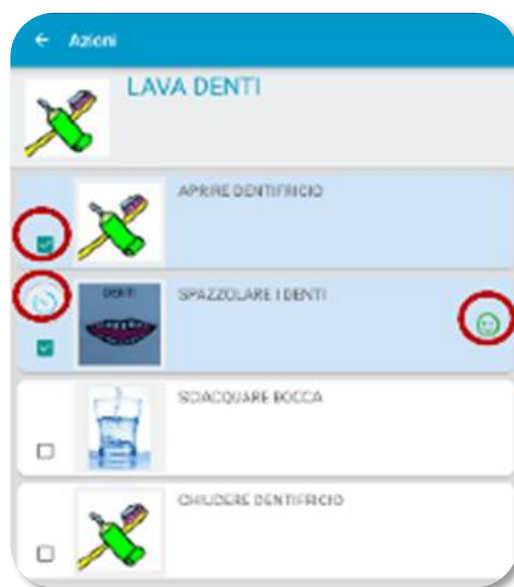 Azioni
LAVA DENTI
APRIRE DENTIFRICIO
DENTI
SPAZZOLARE I DENTI
SCIACQUARE BOCCA
CHIUDERE DENTIFRICIO